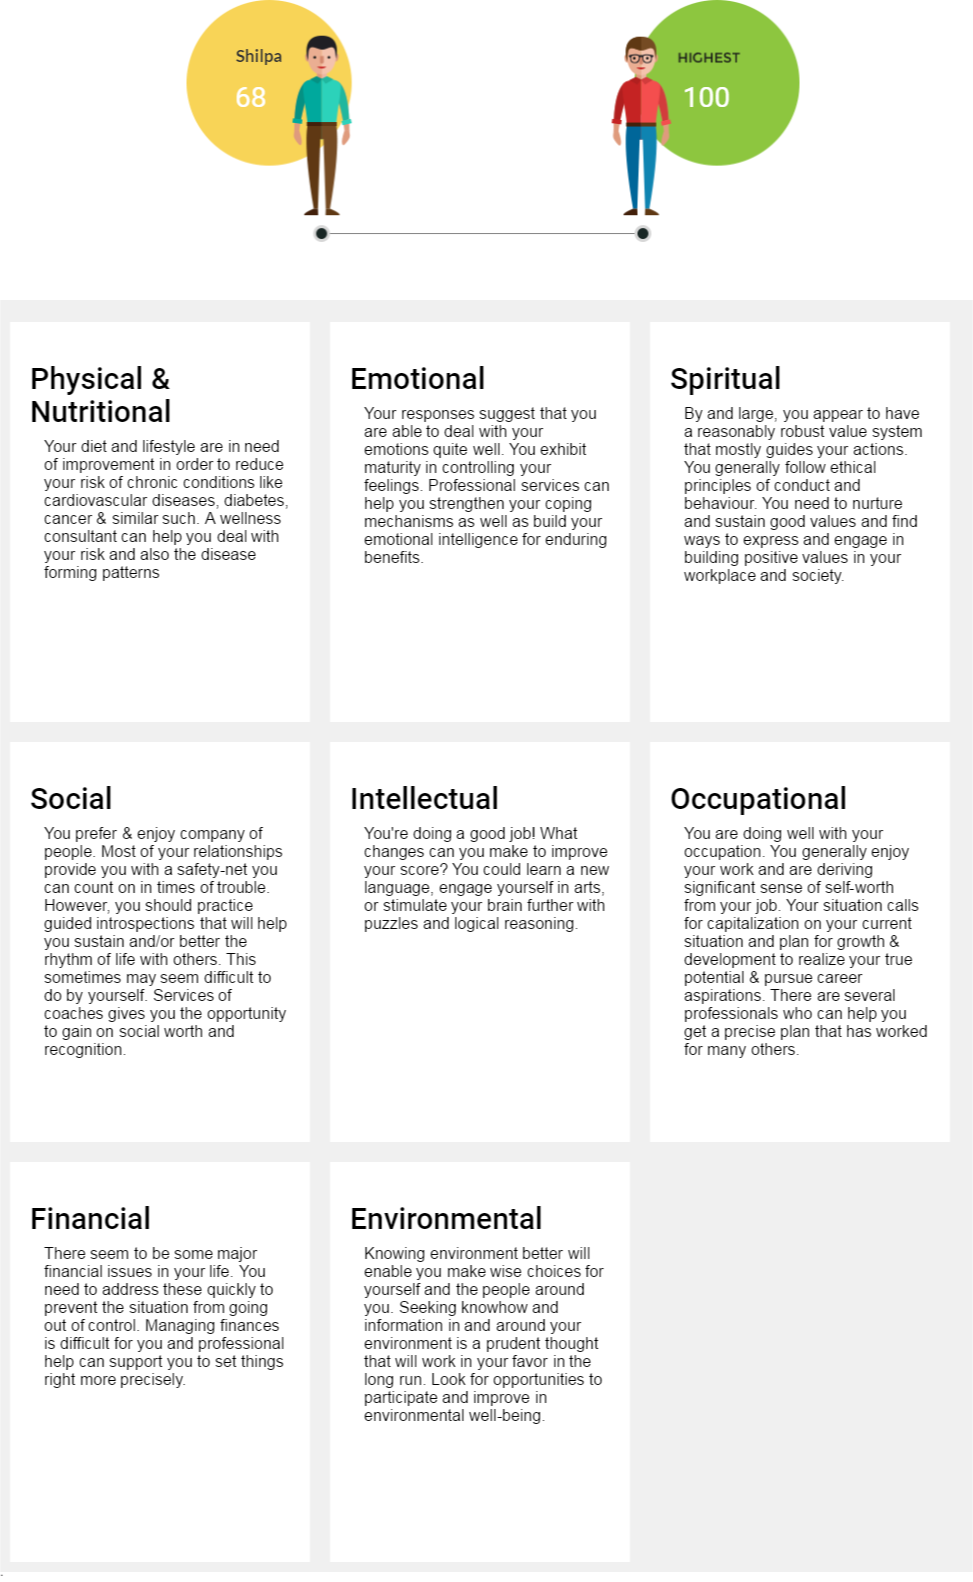 Shilpa
68
HIGHEST
100
Physical &
Nutritional
Your diet and lifestyle are in need
of improvement in order to reduce
your risk of chronic conditions like
cardiovascular diseases, diabetes,
cancer & similar such. A wellness
consultant can help you deal with
your risk and also the disease
forming patterns
Emotional
Your responses suggest that you
are able to deal with your
emotions quite well. You exhibit
maturity in controlling your
feelings. Professional services can
help you strengthen your coping
mechanisms as well as build your
emotional intelligence for enduring
benefits.
Spiritual
By and large, you appear to have
a reasonably robust value system
that mostly guides your actions.
You generally follow ethical
principles of conduct and
behaviour. You need to nurture
and sustain good values and find
ways to express and engage in
building positive values in your
workplace and society.
Social
You prefer & enjoy company of
people. Most of your relationships
provide you with a safety-net you
can count on in times of trouble.
However, you should practice
guided introspections that will help
you sustain and/or better the
rhythm of life with others. This
sometimes may seem difficult to
do by yourself. Services of
coaches gives you the opportunity
to gain on social worth and
recognition.
Intellectual
You're doing a good job! What
changes can you make to improve
your score? You could learn a new
language, engage yourself in arts,
or stimulate your brain further with
puzzles and logical reasoning.
Occupational
You are doing well with your
occupation. You generally enjoy
your work and are deriving
significant sense of self-worth
from your job. Your situation calls
for capitalization on your current
situation and plan for growth &
development to realize your true
potential & pursue career
aspirations. There are several
professionals who can help you
get a precise plan that has worked
for many others.
Financial
There seem to be some major
financial issues in your life. You
need to address these quickly to
prevent the situation from going
out of control. Managing finances
is difficult for you and professional
help can support you to set things
right more precisely.
Environmental
Knowing environment better will
enable you make wise choices for
yourself and the people around
you. Seeking knowhow and
information in and around your
environment is a prudent thought
that will work in your favor in the
long run. Look for opportunities to
participate and improve in
environmental well-being.